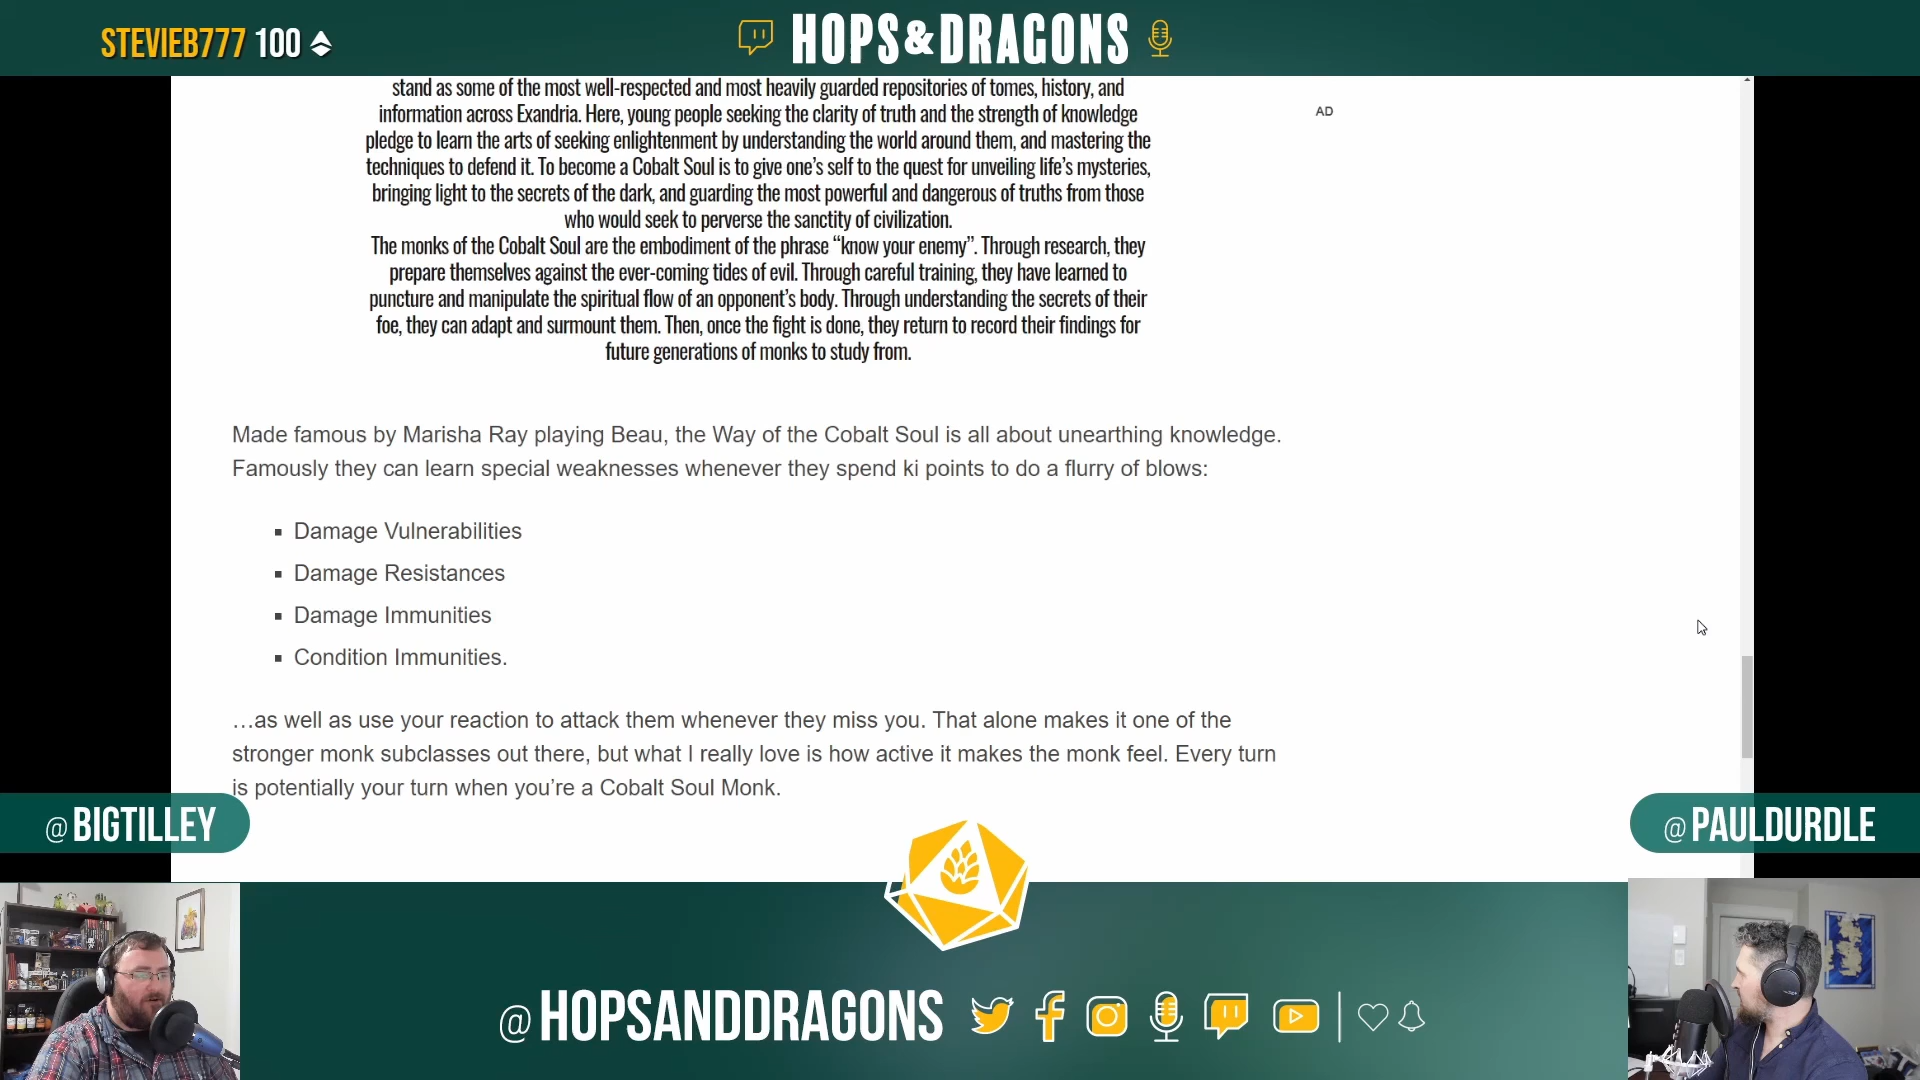 STEVIEB777 100
HOPS&DRAGONS
stand as some of the most well-respected and most heavily guarded repositories of tomes, history, and
information across Exandria. Here, young people seeking the clarity of truth and the strength of knowledge
pledge to learn the arts of seeking enlightenment by understanding the world around them, and mastering the
techniques to defend it. To become a Cobalt Soul is to give one’s self to the quest for unveiling life’s mysteries,
bringing light to the secrets of the dark, and guarding the most powerful and dangerous of truths from those
who would seek to perverse the sanctity of civilization.
The monks of the Cobalt Soul are the embodiment of the phrase “know your enemy”. Through research, they
prepare themselves against the ever-coming tides of evil. Through careful training, they have learned to
puncture and manipulate the spiritual flow of an opponent’s body. Through understanding the secrets of their
foe, they can adapt and surmount them. Then, once the fight is done, they return to record their findings for
future generations of monks to study from.
AD
Made famous by Marisha Ray playing Beau, the Way of the Cobalt Soul is all about unearthing knowledge.
Famously they can learn special weaknesses whenever they spend ki points to do a flurry of blows:
Damage Vulnerabilities
Damage Resistances
Damage Immunities
Condition Immunities.
…as well as use your reaction to attack them whenever they miss you. That alone makes it one of the
stronger monk subclasses out there, but what I really love is how active it makes the monk feel. Every turn
is potentially your turn when you’re a Cobalt Soul Monk.
@BIGTILLEY
@PAULDURDLE
@HOPSANDDRAGONS